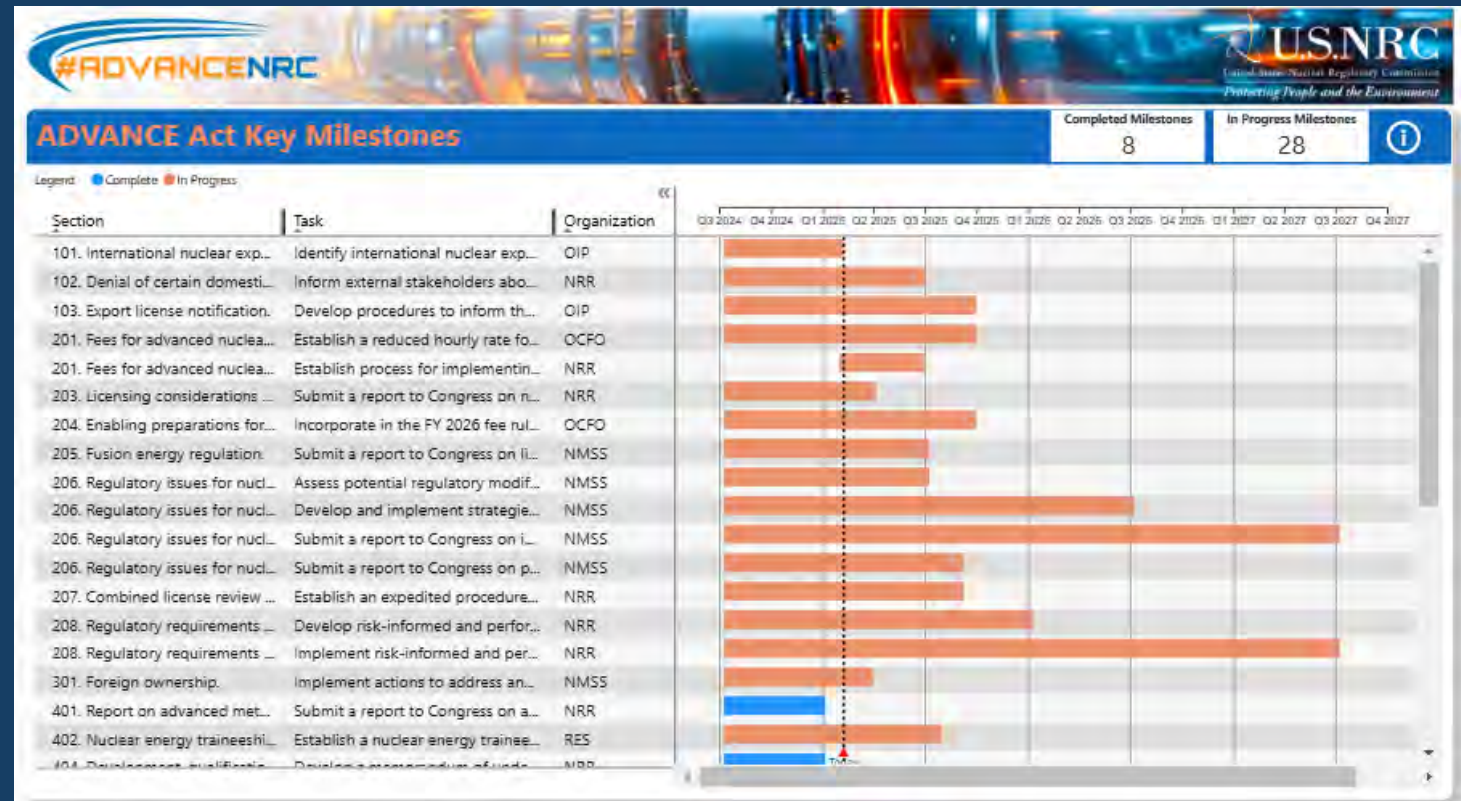 #ADVANCENRC
U.S.NRC
United States Nuclear Regulatory Commission
Protecting People and the Environment
ADVANCE Act Key Milestones
Completed Milestones
8
In Progress Milestones
28
Legend Complete In Progress
Section Task Organization Q3 2024 Q4 2024 Q1 2025 Q2 2025 Q3 2025 Q4 2025 Q1 2026 Q2 2026 Q3 2026 Q4 2026 Q1 2027 Q2 2027 Q3 2027 Q4 2027
101. International nuclear exp... Identify international nuclear exp... OIP
102. Denial of certain domesti... Inform external stakeholders abo... NRR
103. Export license notification. Develop procedures to inform th... OIP
201. Fees for advanced nuclea... Establish a reduced hourly rate fo... OCFO
201. Fees for advanced nuclea... Establish process for implementin... NRR
203. Licensing considerations ... Submit a report to Congress on n... NRR
204. Enabling preparations for... Incorporate in the FY 2026 fee rul... OCFO
205. Fusion energy regulation. Submit a report to Congress on li... NMSS
206. Regulatory issues for nucl... Assess potential regulatory modif... NMSS
206. Regulatory issues for nucl... Develop and implement strategie... NMSS
206. Regulatory issues for nucl... Submit a report to Congress on i... NMSS
206. Regulatory issues for nucl... Submit a report to Congress on p... NMSS
207. Combined license review ... Establish an expedited procedure... NRR
208. Regulatory requirements ... Develop risk-informed and perfor... NRR
208. Regulatory requirements ... Implement risk-informed and per... NRR
301. Foreign ownership. Implement actions to address an... NMSS
401. Report on advanced met... Submit a report to Congress on a... NRR
402. Nuclear energy traineeshi... Establish a nuclear energy trainee... RES
Today